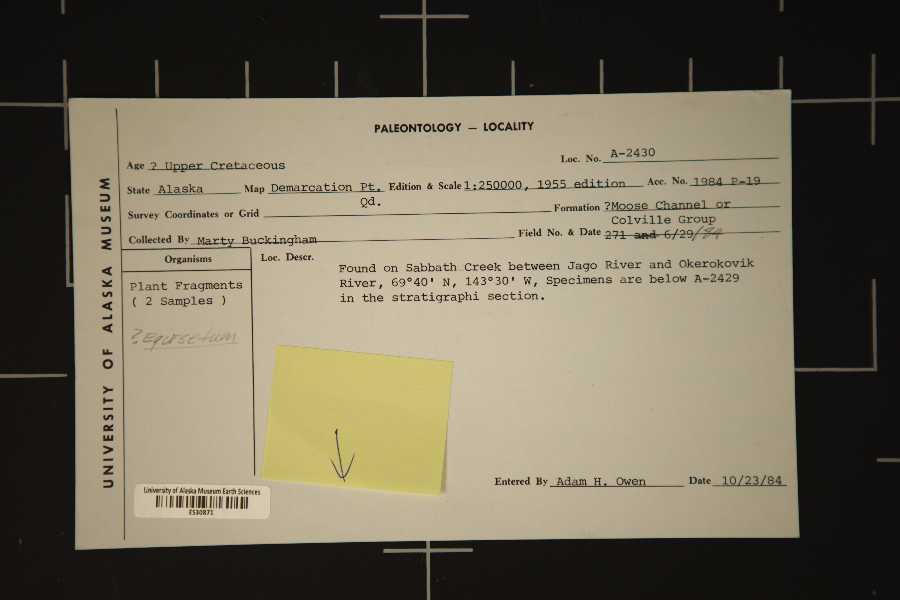 PALEONTOLOGY — LOCALITY
Age ? Upper Cretaceous
Loc. No. A-2430
State Alaska Map Demarcation Pt. Edition & Scale 1:250000, 1955 edition Acc. No. 1984 P-19
Qd.
Survey Coordinates or Grid Formation ?Moose Channel or
Colville Group
Collected By Marty Buckingham Field No. & Date 271 and 6/29/84
Organisms
Plant Fragments
( 2 Samples )
?Equisetum
Loc. Descr.
Found on Sabbath Creek between Jago River and Okerokovik
River, 69°40' N, 143°30' W, Specimens are below A-2429
in the stratigraphi section.
Entered By Adam H. Owen Date 10/23/84
UNIVERSITY OF ALASKA MUSEUM
University of Alaska Museum Earth Sciences
ES30871